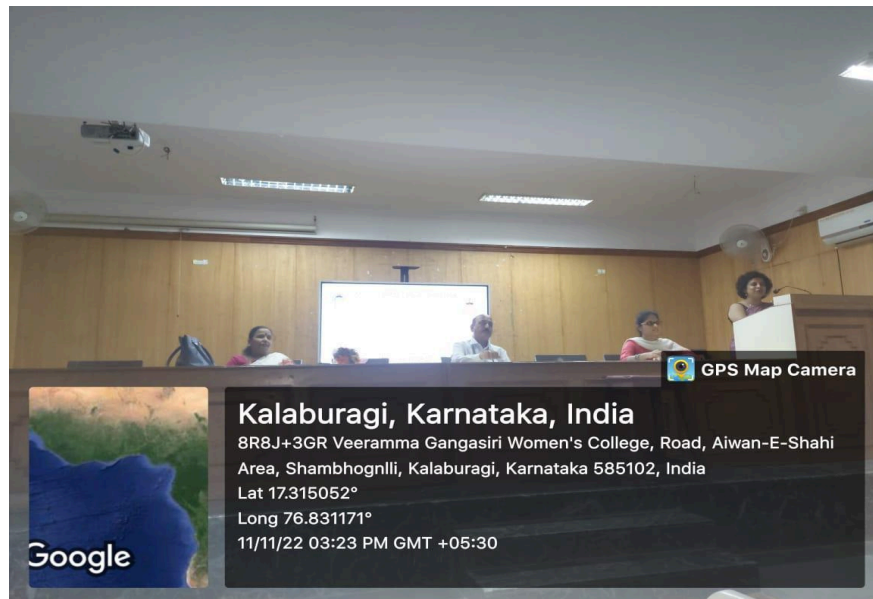 GPS Map Camera
Kalaburagi, Karnataka, India
8R8J+3GR Veeramma Gangasiri Women's College, Road, Aiwan-E-Shahi
Area, Shambhognlli, Kalaburagi, Karnataka 585102, India
Lat 17.315052°
Long 76.831171°
11/11/22 03:23 PM GMT +05:30
Google